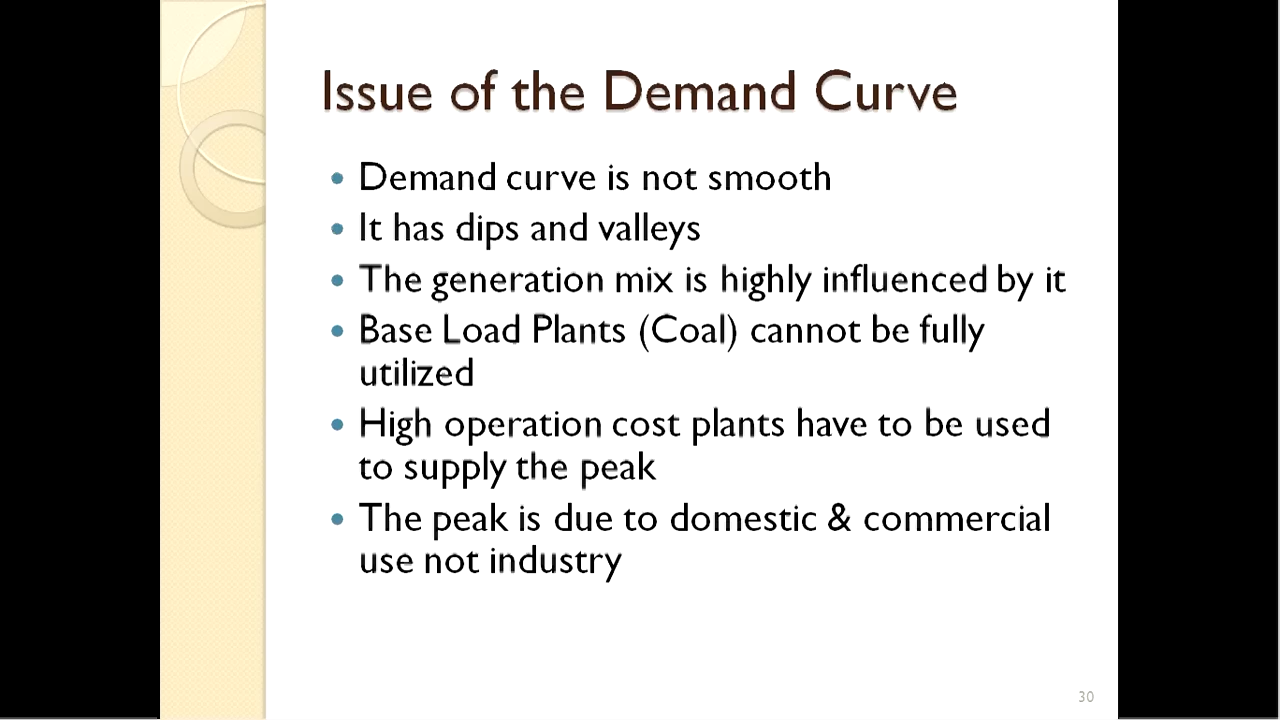 Issue of the Demand Curve
• Demand curve is not smooth
• It has dips and valleys
• The generation mix is highly influenced by it
• Base Load Plants (Coal) cannot be fully
utilized
• High operation cost plants have to be used
to supply the peak
• The peak is due to domestic & commercial
use not industry
30